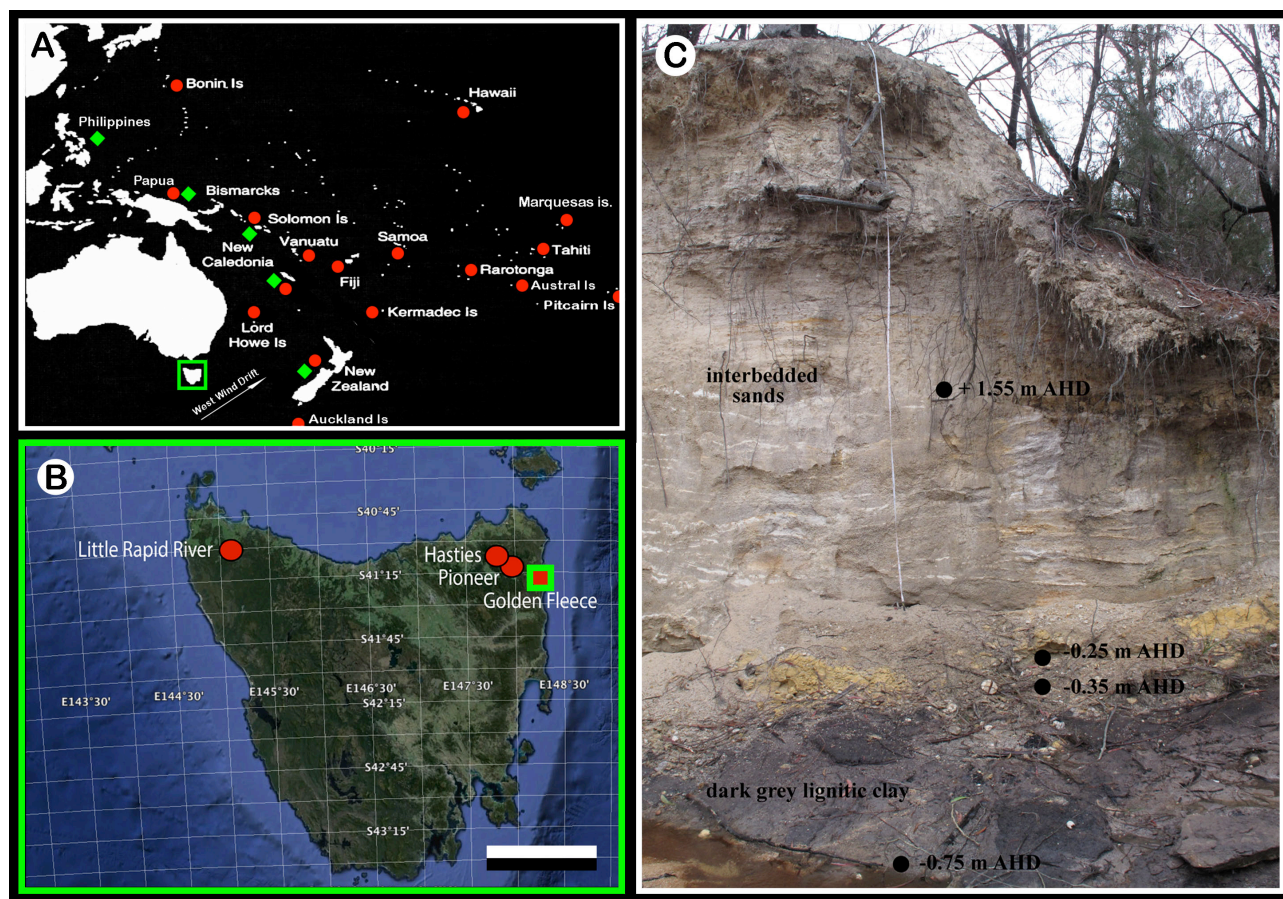 A
Bonin Is
Hawaii
Philippines
Papua
Bismarcks
Solomon Is
Marquesas is.
New
Caledonia
Vanuatu
Samoa
Tahiti
Fiji
Rarotonga
Austral Is
Pitcairn Is
Lord
Howe Is
Kermadec Is
New
Zealand
West Wind Drift
Auckland Is
B
S40°15'
S40°45'
Little Rapid River
Hasties
Pioneer
S41°15'
Golden Fleece
S41°45'
E143°30'
E144°30'
E145°30'
E146°30'
E147°30'
E148°30'
S42°15'
S42°45'
S43°15'
C
interbedded
sands
+ 1.55 m AHD
-0.25 m AHD
-0.35 m AHD
dark grey lignitic clay
-0.75 m AHD